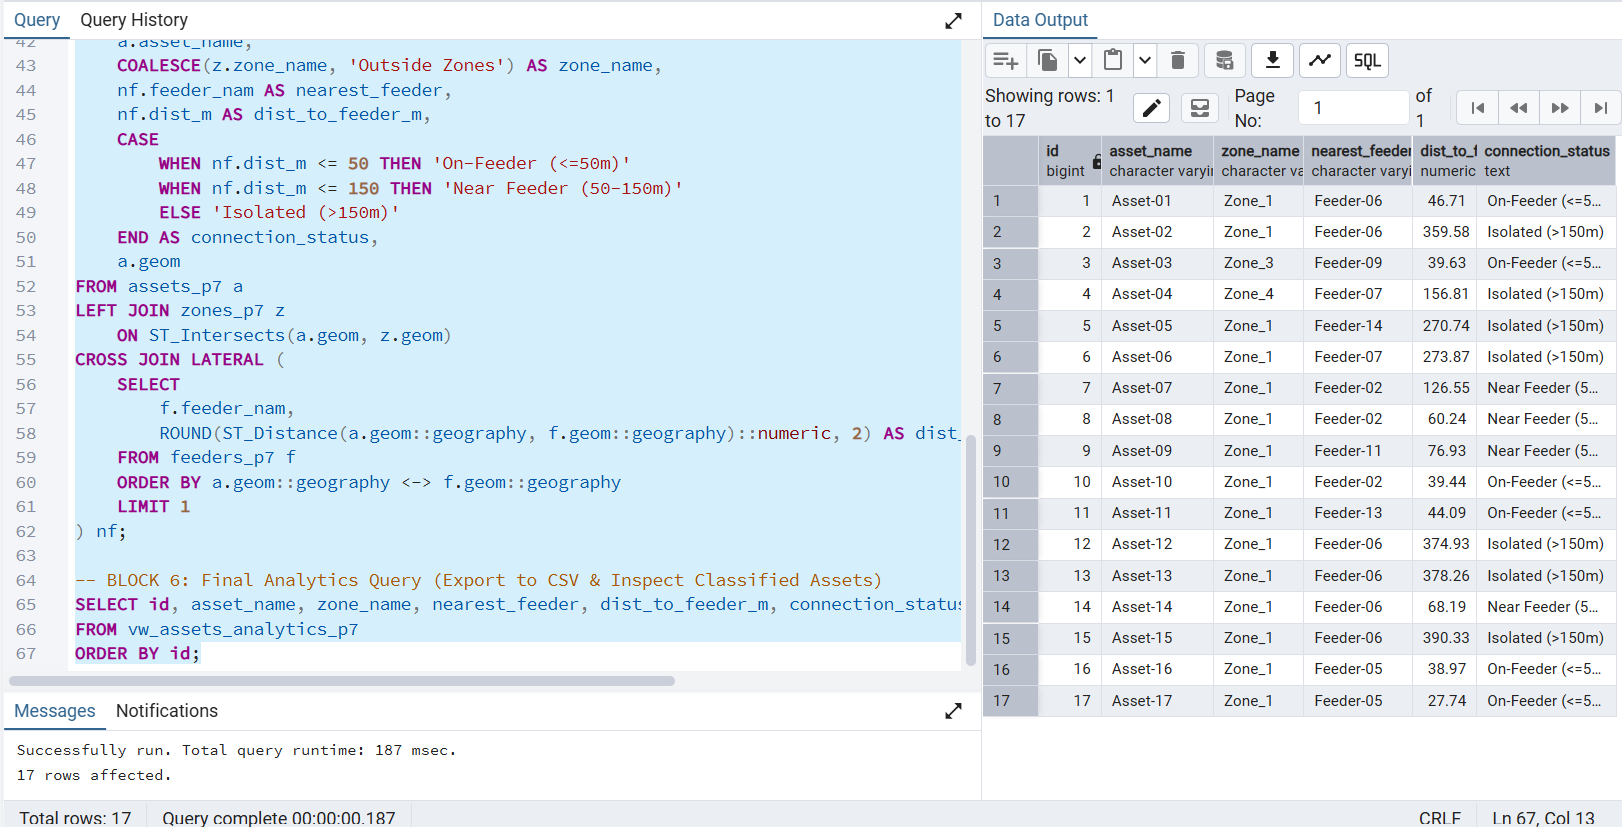 Query Query History
42 a.asset_name,
43 COALESCE(z.zone_name, 'Outside Zones') AS zone_name,
44 nf.feeder_nam AS nearest_feeder,
45 nf.dist_m AS dist_to_feeder_m,
46 CASE
47 WHEN nf.dist_m <= 50 THEN 'On-Feeder (<=50m)'
48 WHEN nf.dist_m <= 150 THEN 'Near Feeder (50-150m)'
49 ELSE 'Isolated (>150m)'
50 END AS connection_status,
51 a.geom
52 FROM assets_p7 a
53 LEFT JOIN zones_p7 z
54 ON ST_Intersects(a.geom, z.geom)
55 CROSS JOIN LATERAL (
56 SELECT
57 f.feeder_nam,
58 ROUND(ST_Distance(a.geom::geography, f.geom::geography)::numeric, 2) AS dist_
59 FROM feeders_p7 f
60 ORDER BY a.geom::geography <-> f.geom::geography
61 LIMIT 1
62 ) nf;
63
64 -- BLOCK 6: Final Analytics Query (Export to CSV & Inspect Classified Assets)
65 SELECT id, asset_name, zone_name, nearest_feeder, dist_to_feeder_m, connection_status
66 FROM vw_assets_analytics_p7
67 ORDER BY id;
Messages Notifications
Successfully run. Total query runtime: 187 msec.
17 rows affected.
Data Output
SQL
Showing rows: 1 to 17
Page No: 1 of 1
id asset_name zone_name nearest_feeder dist_to_f connection_status
bigint character varyi character va character varyi numeric text
1 1 Asset-01 Zone_1 Feeder-06 46.71 On-Feeder (<=5...
2 2 Asset-02 Zone_1 Feeder-06 359.58 Isolated (>150m)
3 3 Asset-03 Zone_3 Feeder-09 39.63 On-Feeder (<=5...
4 4 Asset-04 Zone_4 Feeder-07 156.81 Isolated (>150m)
5 5 Asset-05 Zone_1 Feeder-14 270.74 Isolated (>150m)
6 6 Asset-06 Zone_1 Feeder-07 273.87 Isolated (>150m)
7 7 Asset-07 Zone_1 Feeder-02 126.55 Near Feeder (5...
8 8 Asset-08 Zone_1 Feeder-02 60.24 Near Feeder (5...
9 9 Asset-09 Zone_1 Feeder-11 76.93 Near Feeder (5...
10 10 Asset-10 Zone_1 Feeder-02 39.44 On-Feeder (<=5...
11 11 Asset-11 Zone_1 Feeder-13 44.09 On-Feeder (<=5...
12 12 Asset-12 Zone_1 Feeder-06 374.93 Isolated (>150m)
13 13 Asset-13 Zone_1 Feeder-06 378.26 Isolated (>150m)
14 14 Asset-14 Zone_1 Feeder-06 68.19 Near Feeder (5...
15 15 Asset-15 Zone_1 Feeder-06 390.33 Isolated (>150m)
16 16 Asset-16 Zone_1 Feeder-05 38.97 On-Feeder (<=5...
17 17 Asset-17 Zone_1 Feeder-05 27.74 On-Feeder (<=5...
Total rows: 17 Query complete 00:00:00.187 CRLF Ln 67, Col 13